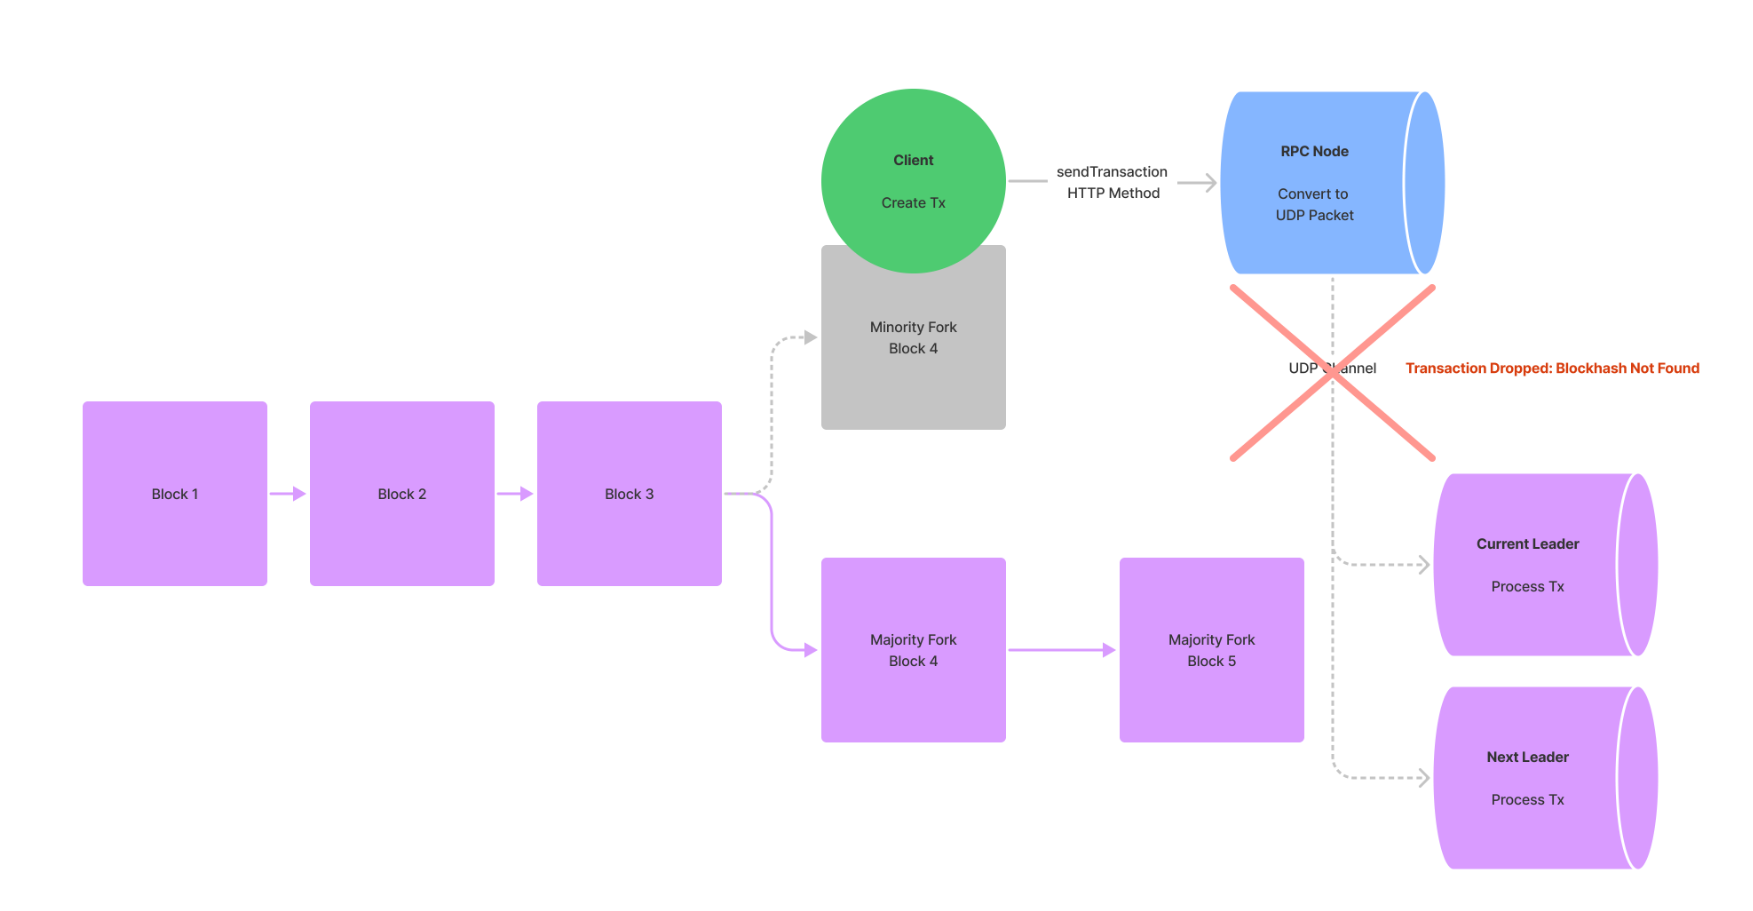 Client
Create Tx
sendTransaction
HTTP Method
RPC Node
Convert to
UDP Packet
Minority Fork
Block 4
UDP Channel
Transaction Dropped: Blockhash Not Found
Block 1
Block 2
Block 3
Current Leader
Process Tx
Majority Fork
Block 4
Majority Fork
Block 5
Next Leader
Process Tx